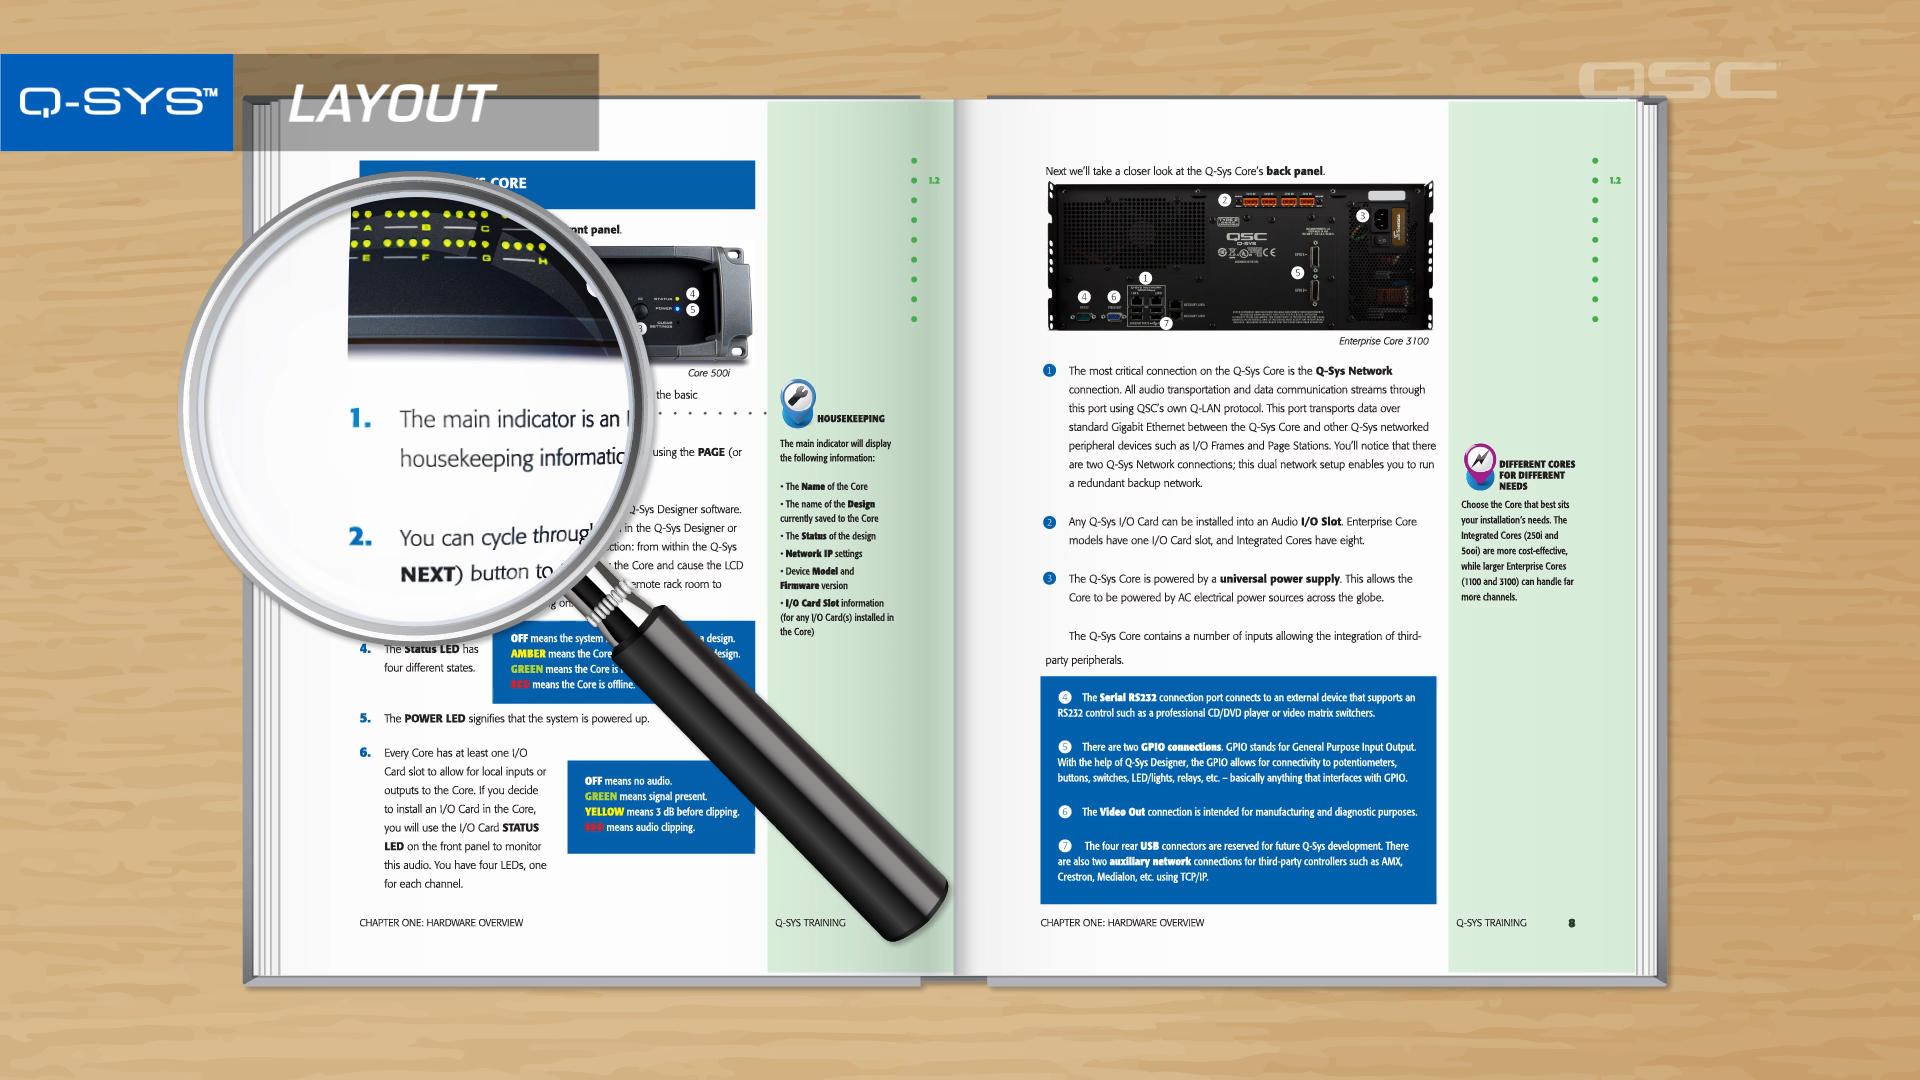 Q-SYS™
LAYOUT
QSC
CORE
front panel.
A B C
E F G H
STATUS
POWER
CLEAR
SETTINGS
4
5
3
Core 500i
the basic
1. The main indicator is an
housekeeping
using the PAGE (or
2. You can cycle through
NEXT) button to
Q-Sys Designer software.
in the Q-Sys Designer or
from within the Q-Sys
the Core and cause the LCD
remote rack room to
OFF means the system a design.
AMBER means the Core design.
GREEN means the Core is
RED means the Core is offline.
4. The Status LED has
four different states.
5. The POWER LED signifies that the system is powered up.
6. Every Core has at least one I/O
Card slot to allow for local inputs or
outputs to the Core. If you decide
to install an I/O Card in the Core,
you will use the I/O Card STATUS
LED on the front panel to monitor
this audio. You have four LEDs, one
for each channel.
OFF means no audio.
GREEN means signal present.
YELLOW means 3 dB before clipping.
RED means audio clipping.
CHAPTER ONE: HARDWARE OVERVIEW
1.2
HOUSEKEEPING
The main indicator will display
the following information:
• The Name of the Core
• The name of the Design
currently saved to the Core
• The Status of the design
• Network IP settings
• Device Model and
Firmware version
• I/O Card Slot information
(for any I/O Card(s) installed in
the Core)
Q-SYS TRAINING
Next we'll take a closer look at the Q-Sys Core's back panel.
2
3
QSC
Q-SYS
1
5
4
6
7
Enterprise Core 3100
1 The most critical connection on the Q-Sys Core is the Q-Sys Network
connection. All audio transportation and data communication streams through
this port using QSC's own Q-LAN protocol. This port transports data over
standard Gigabit Ethernet between the Q-Sys Core and other Q-Sys networked
peripheral devices such as I/O Frames and Page Stations. You'll notice that there
are two Q-Sys Network connections; this dual network setup enables you to run
a redundant backup network.
2 Any Q-Sys I/O Card can be installed into an Audio I/O Slot. Enterprise Core
models have one I/O Card slot, and Integrated Cores have eight.
3 The Q-Sys Core is powered by a universal power supply. This allows the
Core to be powered by AC electrical power sources across the globe.
The Q-Sys Core contains a number of inputs allowing the integration of third-
party peripherals.
4 The Serial RS232 connection port connects to an external device that supports an
RS232 control such as a professional CD/DVD player or video matrix switchers.
5 There are two GPIO connections. GPIO stands for General Purpose Input Output.
With the help of Q-Sys Designer, the GPIO allows for connectivity to potentiometers,
buttons, switches, LED/lights, relays, etc. – basically anything that interfaces with GPIO.
6 The Video Out connection is intended for manufacturing and diagnostic purposes.
7 The four rear USB connectors are reserved for future Q-Sys development. There
are also two auxiliary network connections for third-party controllers such as AMX,
Crestron, Medialon, etc. using TCP/IP.
CHAPTER ONE: HARDWARE OVERVIEW
1.2
DIFFERENT CORES
FOR DIFFERENT
NEEDS
Choose the Core that best sits
your installation's needs. The
Integrated Cores (250i and
500i) are more cost-effective,
while larger Enterprise Cores
(1100 and 3100) can handle far
more channels.
Q-SYS TRAINING
8